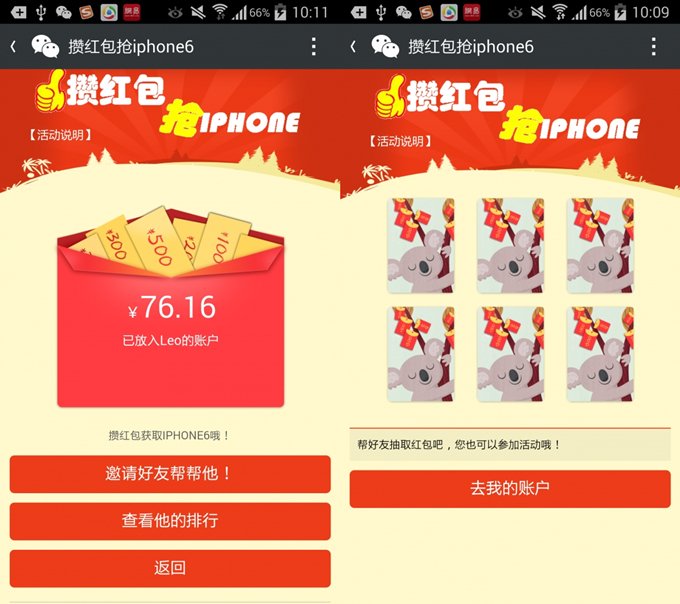 66% 10:11
攒红包抢iphone6
攒红包
抢IPHONE
【活动说明】
¥300
¥500
¥100
¥76.16
已放入Leo的账户
攒红包获取IPHONE6哦！
邀请好友帮帮他！
查看他的排行
返回
66% 10:09
攒红包抢iphone6
攒红包
抢IPHONE
【活动说明】
帮好友抽取红包吧，您也可以参加活动哦！
去我的账户